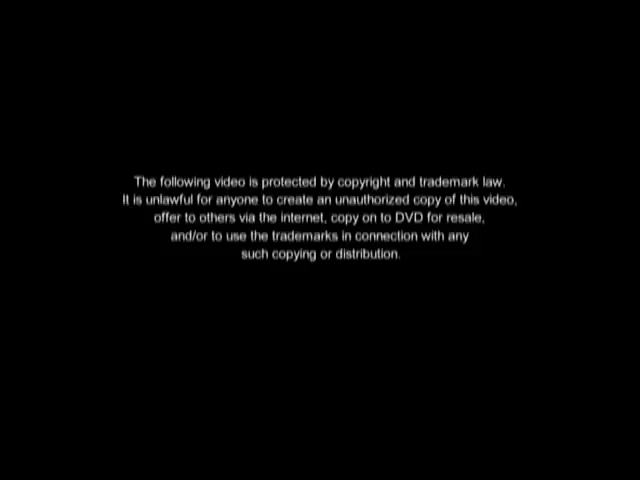 The following video is protected by copyright and trademark law.
It is unlawful for anyone to create an unauthorized copy of this video,
offer to others via the internet, copy on to DVD for resale,
and/or to use the trademarks in connection with any
such copying or distribution.